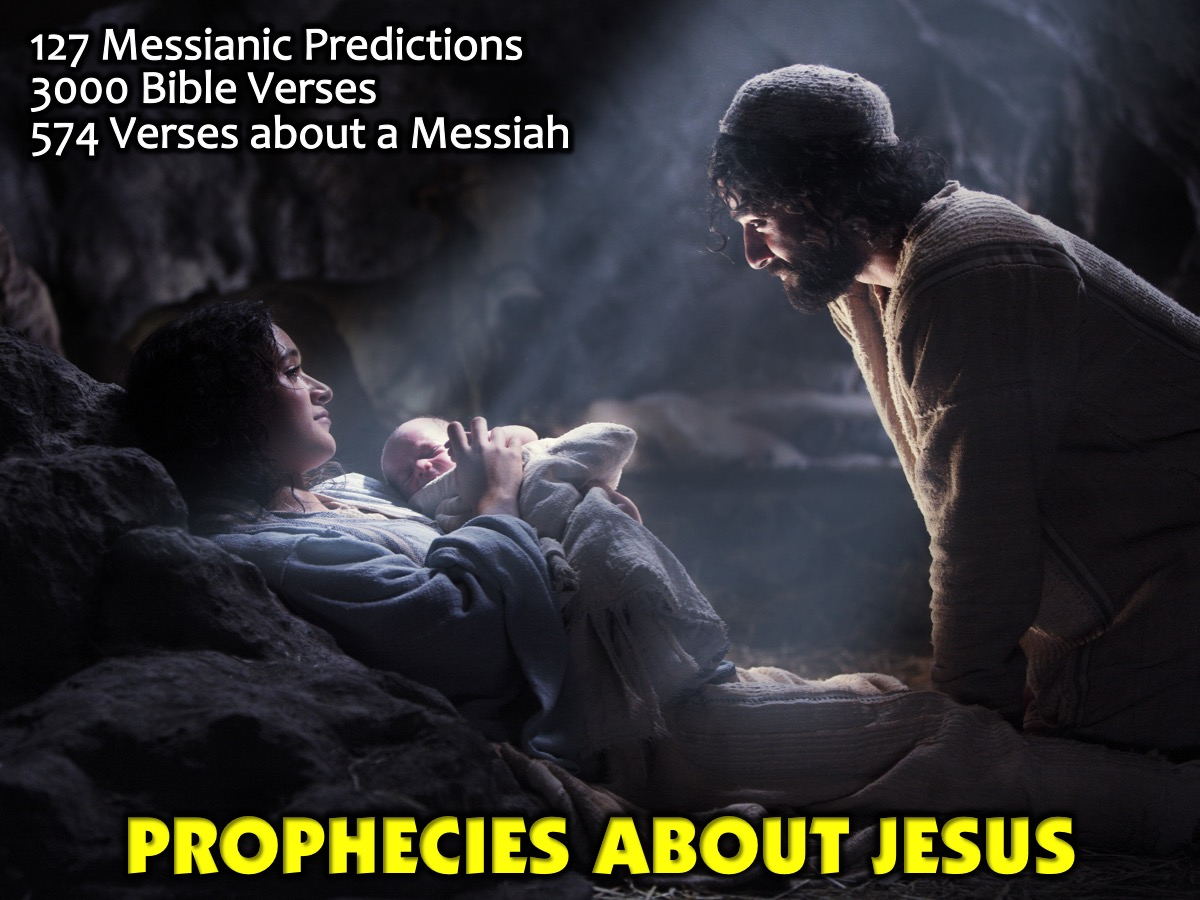 127 Messianic Predictions
3000 Bible Verses
574 Verses about a Messiah
PROPHECIES ABOUT JESUS